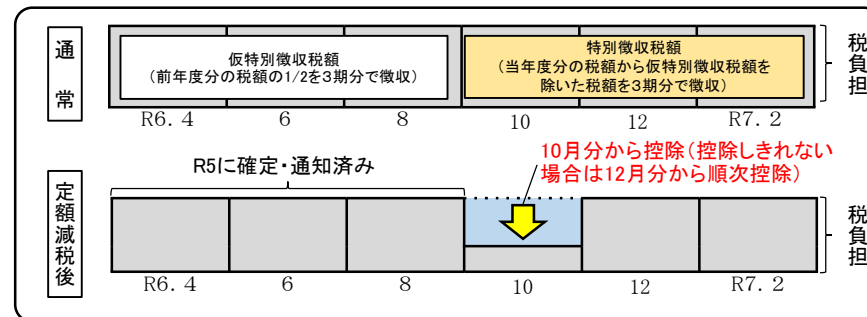 通常
仮特別徴収税額
(前年度分の税額の1/2を3期分で徴収)
特別徴収税額
(当年度分の税額から仮特別徴収税額を
除いた税額を3期分で徴収)
税負担
R6.4 6 8 10 12 R7.2
R5に確定・通知済み
10月分から控除(控除しきれない
場合は12月分から順次控除)
定額減税後
税負担
R6.4 6 8 10 12 R7.2